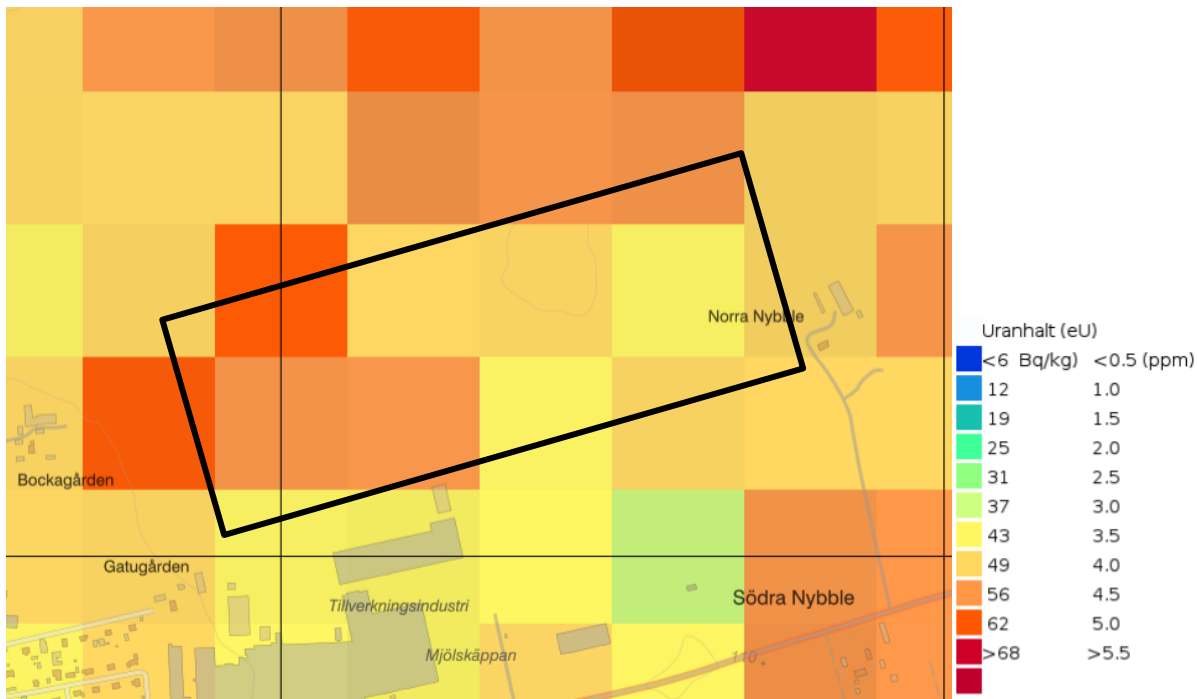 Norra Nybble
Bockagården
Gatugården
Södra Nybble
Tillverkningsindustri
Mjölskäppan
110
Uranhalt (eU)
<6 Bq/kg) <0.5 (ppm)
12 1.0
19 1.5
25 2.0
31 2.5
37 3.0
43 3.5
49 4.0
56 4.5
62 5.0
>68 >5.5